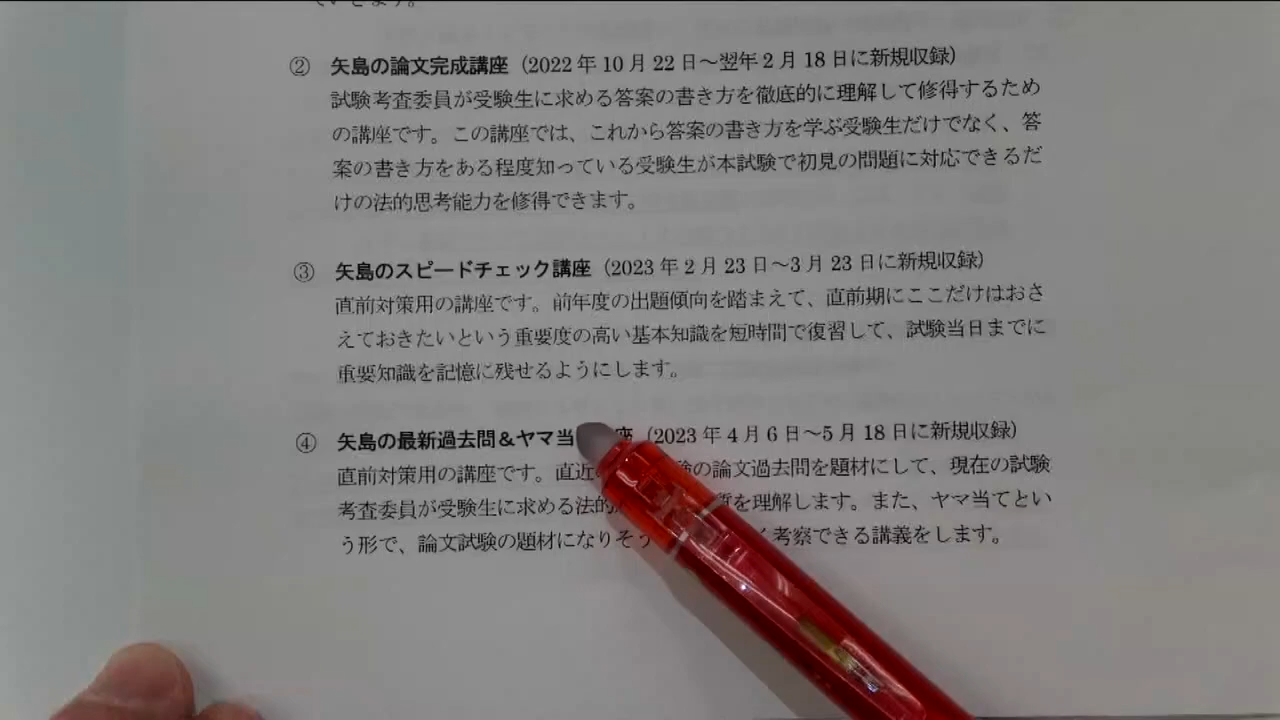 ていきます。
② 矢島の論文完成講座（2022年10月22日～翌年2月18日に新規収録）
試験考査委員が受験生に求める答案の書き方を徹底的に理解して修得するため
の講座です。この講座では、これから答案の書き方を学ぶ受験生だけでなく、答
案の書き方をある程度知っている受験生が本試験で初見の問題に対応できるだ
けの法的思考能力を修得できます。
③ 矢島のスピードチェック講座（2023年2月23日～3月23日に新規収録）
直前対策用の講座です。前年度の出題傾向を踏まえて、直前期にここだけはおさ
えておきたいという重要度の高い基本知識を短時間で復習して、試験当日までに
重要知識を記憶に残せるようにします。
④ 矢島の最新過去問＆ヤマ当 座（2023年4月6日～5月18日に新規収録）
直前対策用の講座です。直近 験の論文過去問を題材にして、現在の試験
考査委員が受験生に求める法的 を理解します。また、ヤマ当てとい
う形で、論文試験の題材になりそう 考察できる講義をします。